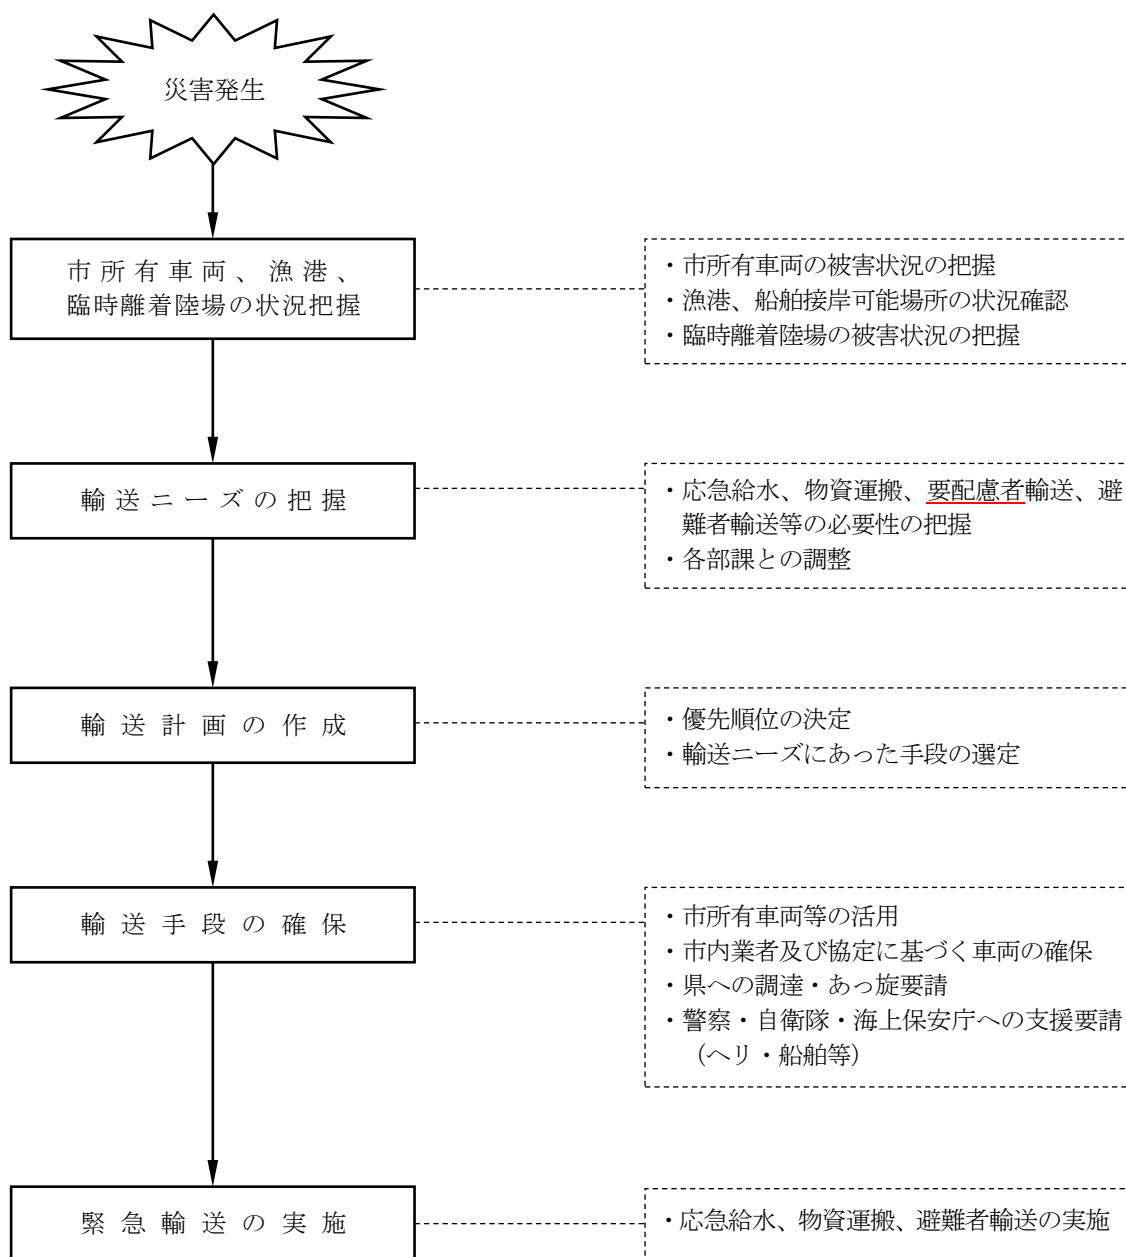 災害発生
市所有車両、漁港、
臨時離着陸場の状況把握
・市所有車両の被害状況の把握
・漁港、船舶接岸可能場所の状況確認
・臨時離着陸場の被害状況の把握
輸送ニーズの把握
・応急給水、物資運搬、要配慮者輸送、避
難者輸送等の必要性の把握
・各部課との調整
輸送計画の作成
・優先順位の決定
・輸送ニーズにあった手段の選定
輸送手段の確保
・市所有車両等の活用
・市内業者及び協定に基づく車両の確保
・県への調達・あっ旋要請
・警察・自衛隊・海上保安庁への支援要請
（ヘリ・船舶等）
緊急輸送の実施
・応急給水、物資運搬、避難者輸送の実施